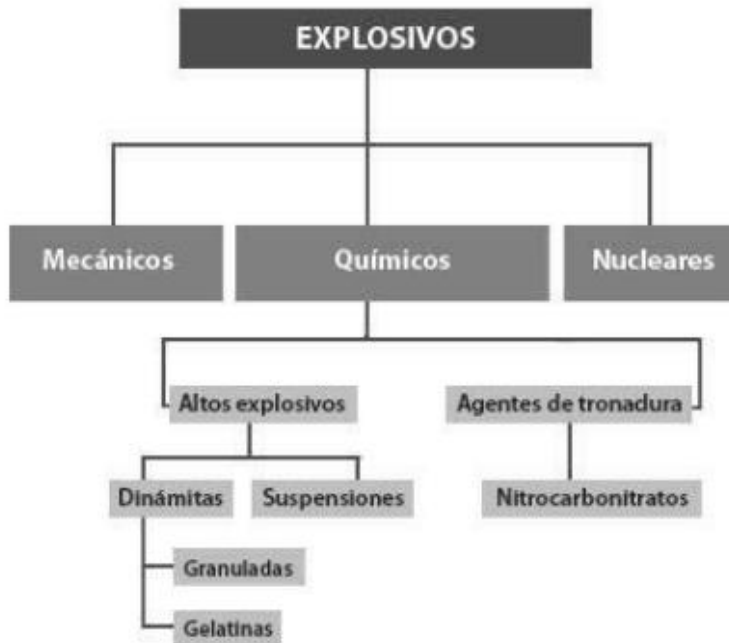 EXPLOSIVOS
Mecánicos
Químicos
Nucleares
Altos explosivos
Agentes de tronadura
Dinámitas
Suspensiones
Nitrocarbonitratos
Granuladas
Gelatinas